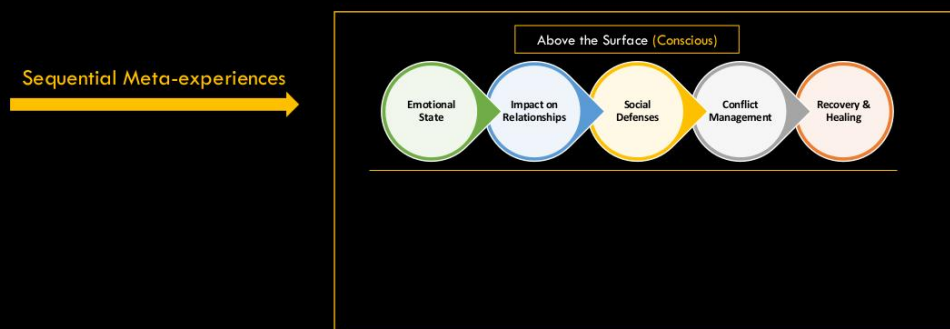 Above the Surface (Conscious)
Sequential Meta-experiences
Emotional
State
Impact on
Relationships
Social
Defenses
Conflict
Management
Recovery &
Healing